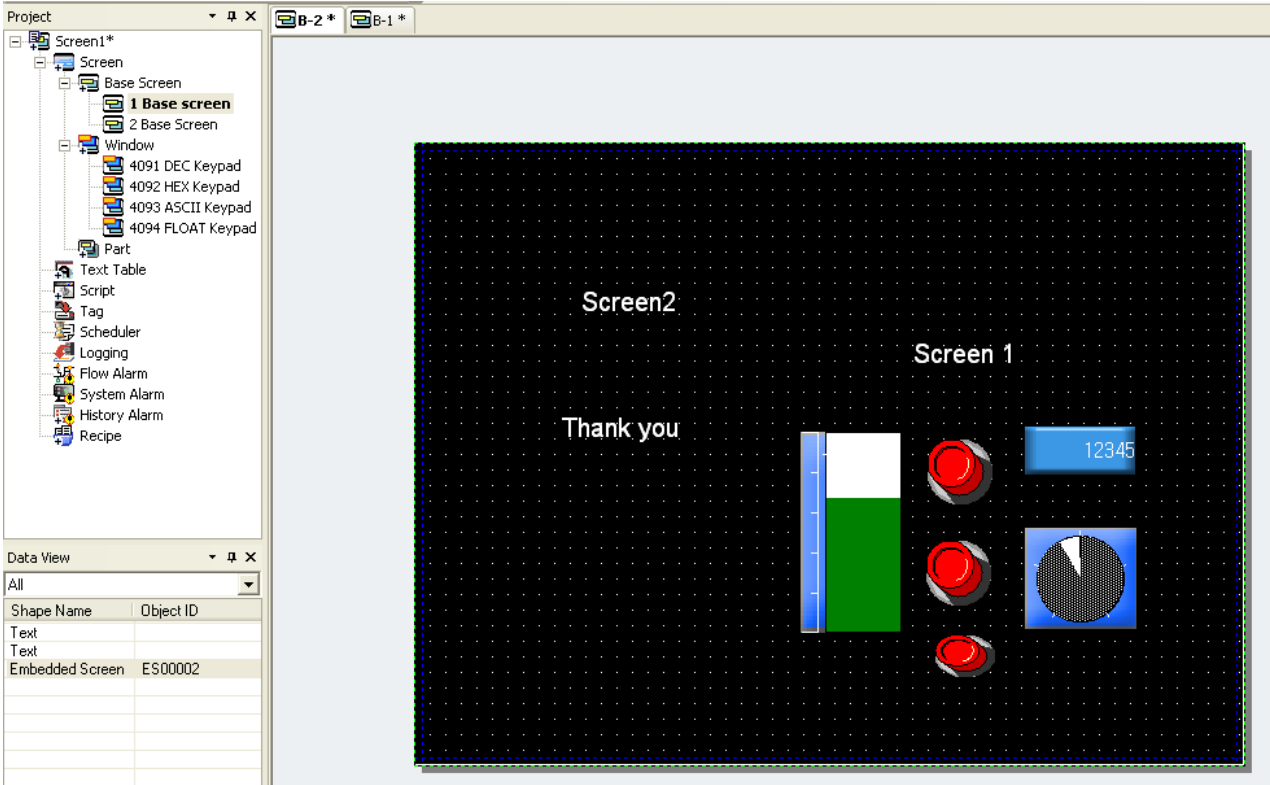 Project
B-2 * B-1 *
Screen1*
Screen
Base Screen
1 Base screen
2 Base Screen
Window
4091 DEC Keypad
4092 HEX Keypad
4093 ASCII Keypad
4094 FLOAT Keypad
Part
Text Table
Script
Tag
Scheduler
Logging
Flow Alarm
System Alarm
History Alarm
Recipe
Data View
All
Shape Name Object ID
Text
Text
Embedded Screen ES00002
Screen2
Screen 1
Thank you
12345